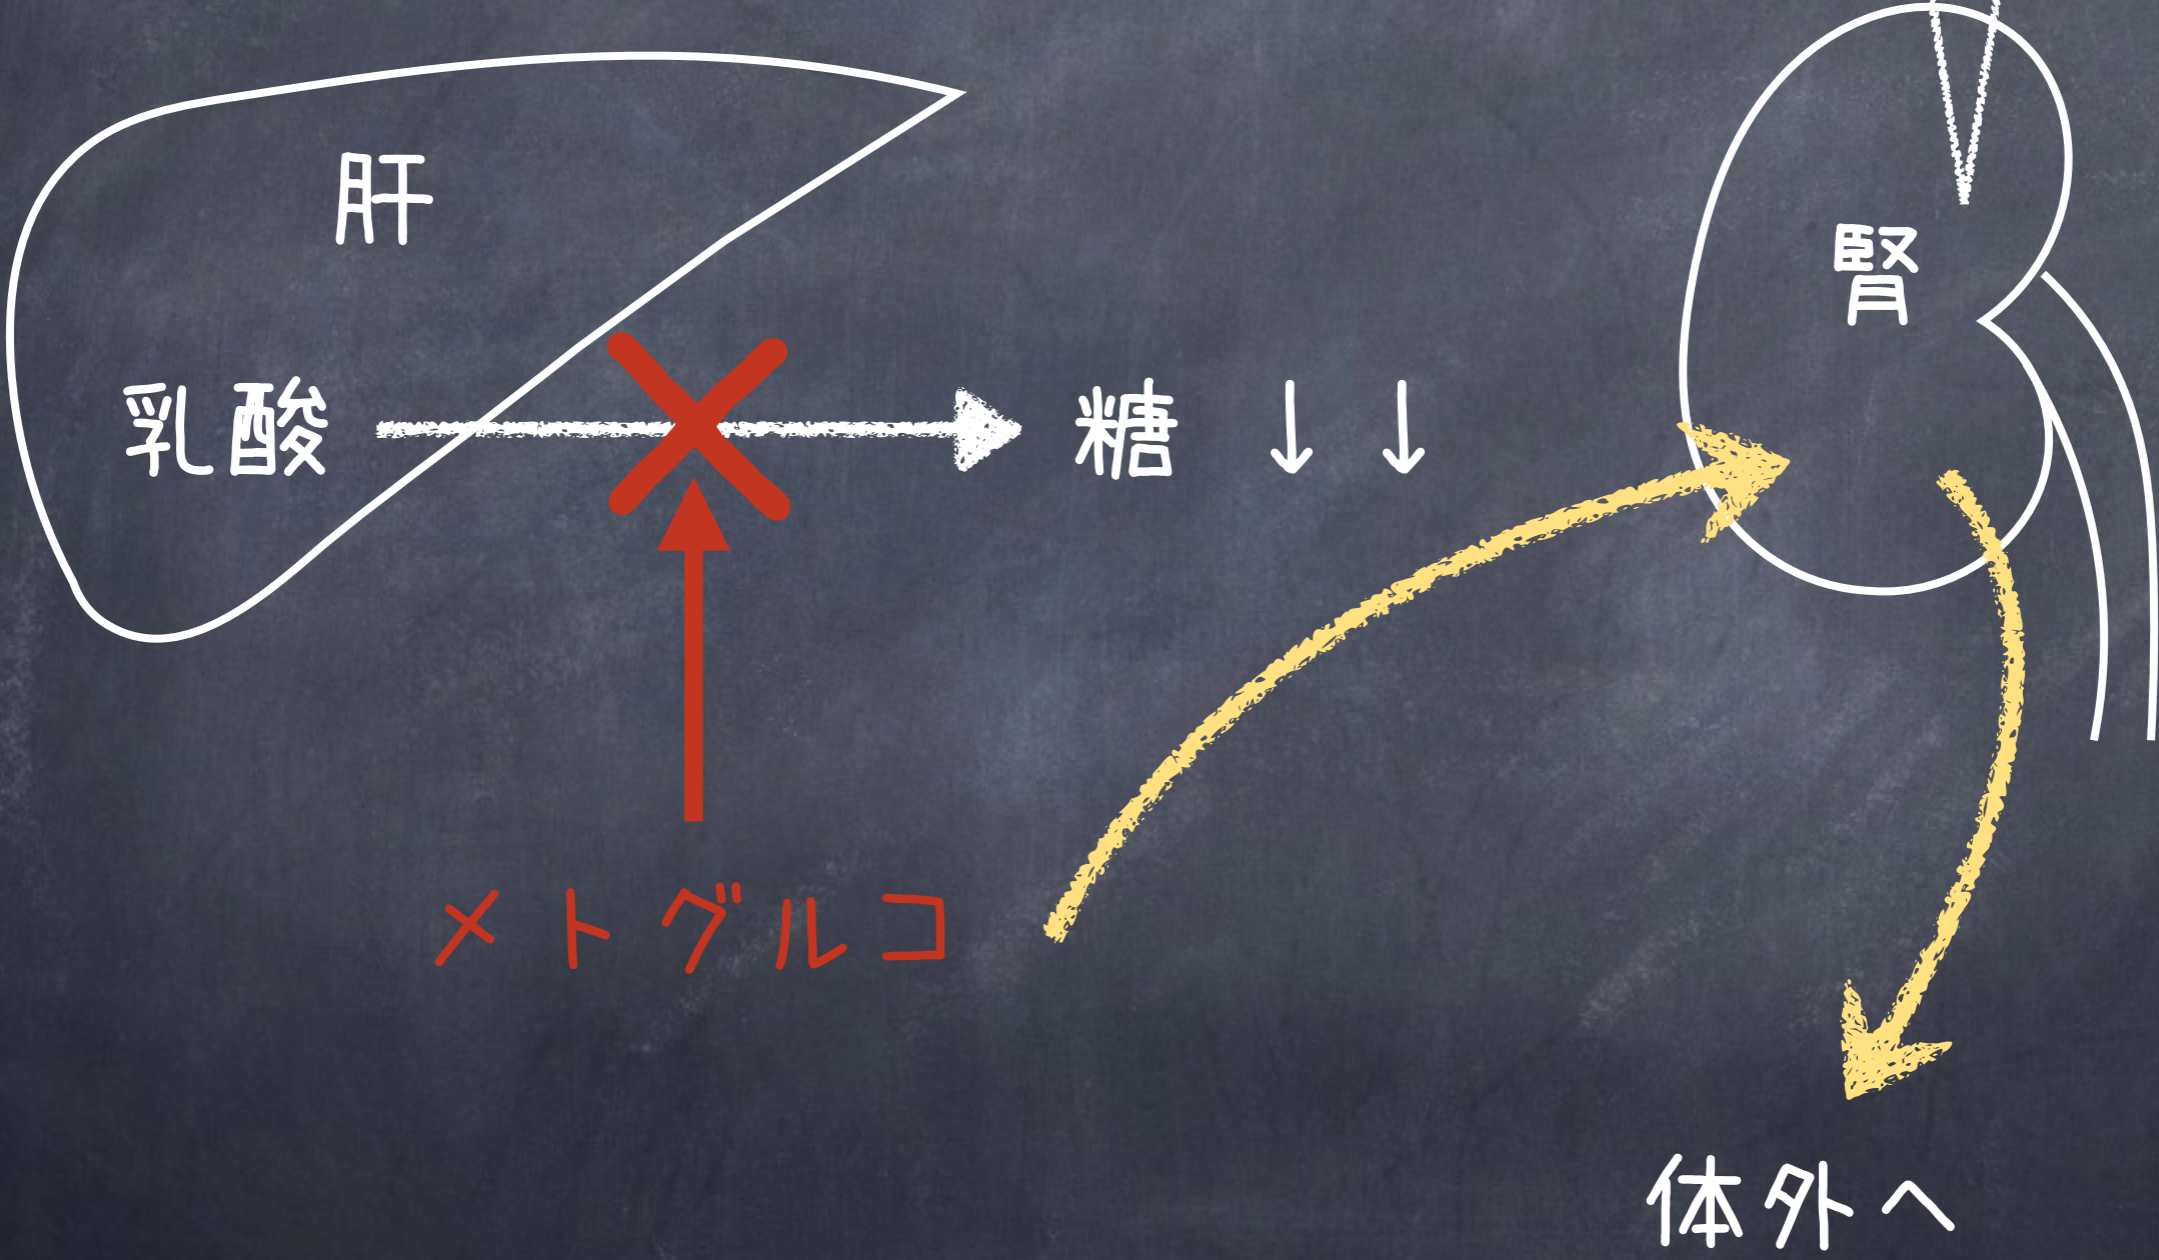 肝
腎
乳酸 糖 ↓ ↓
メトグルコ
体外へ